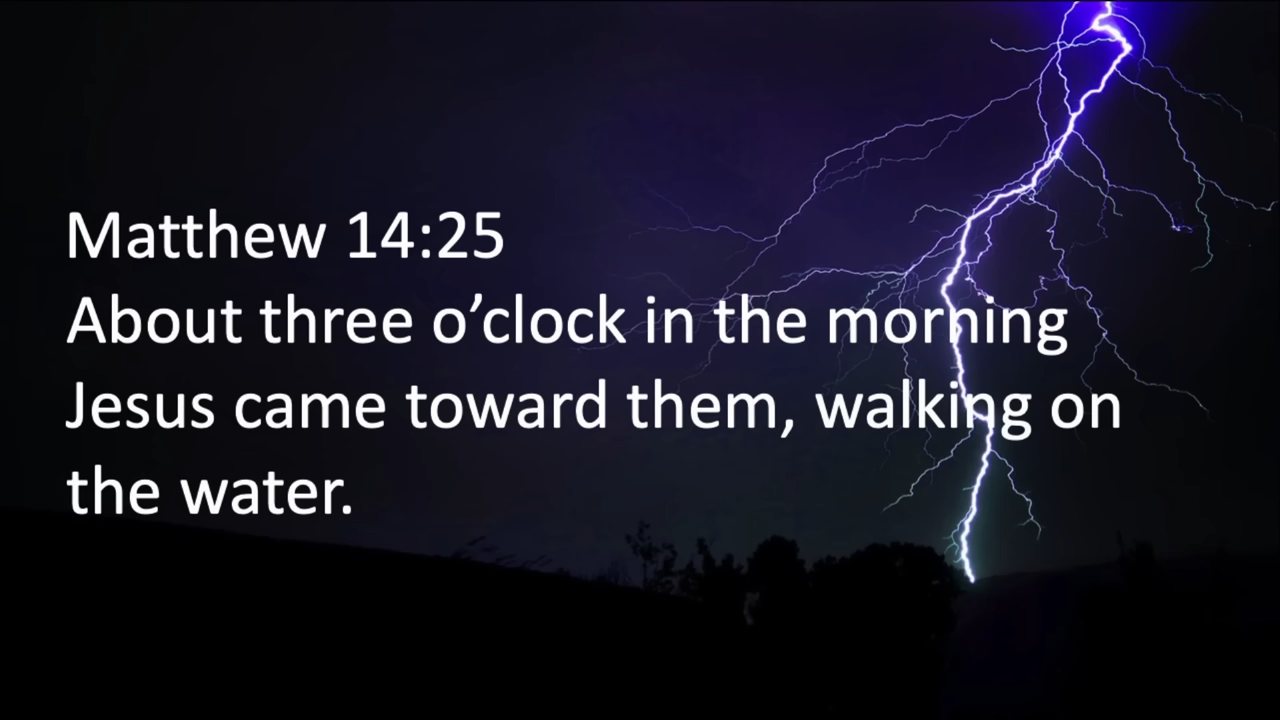 Matthew 14:25
About three o’clock in the morning
Jesus came toward them, walking on
the water.